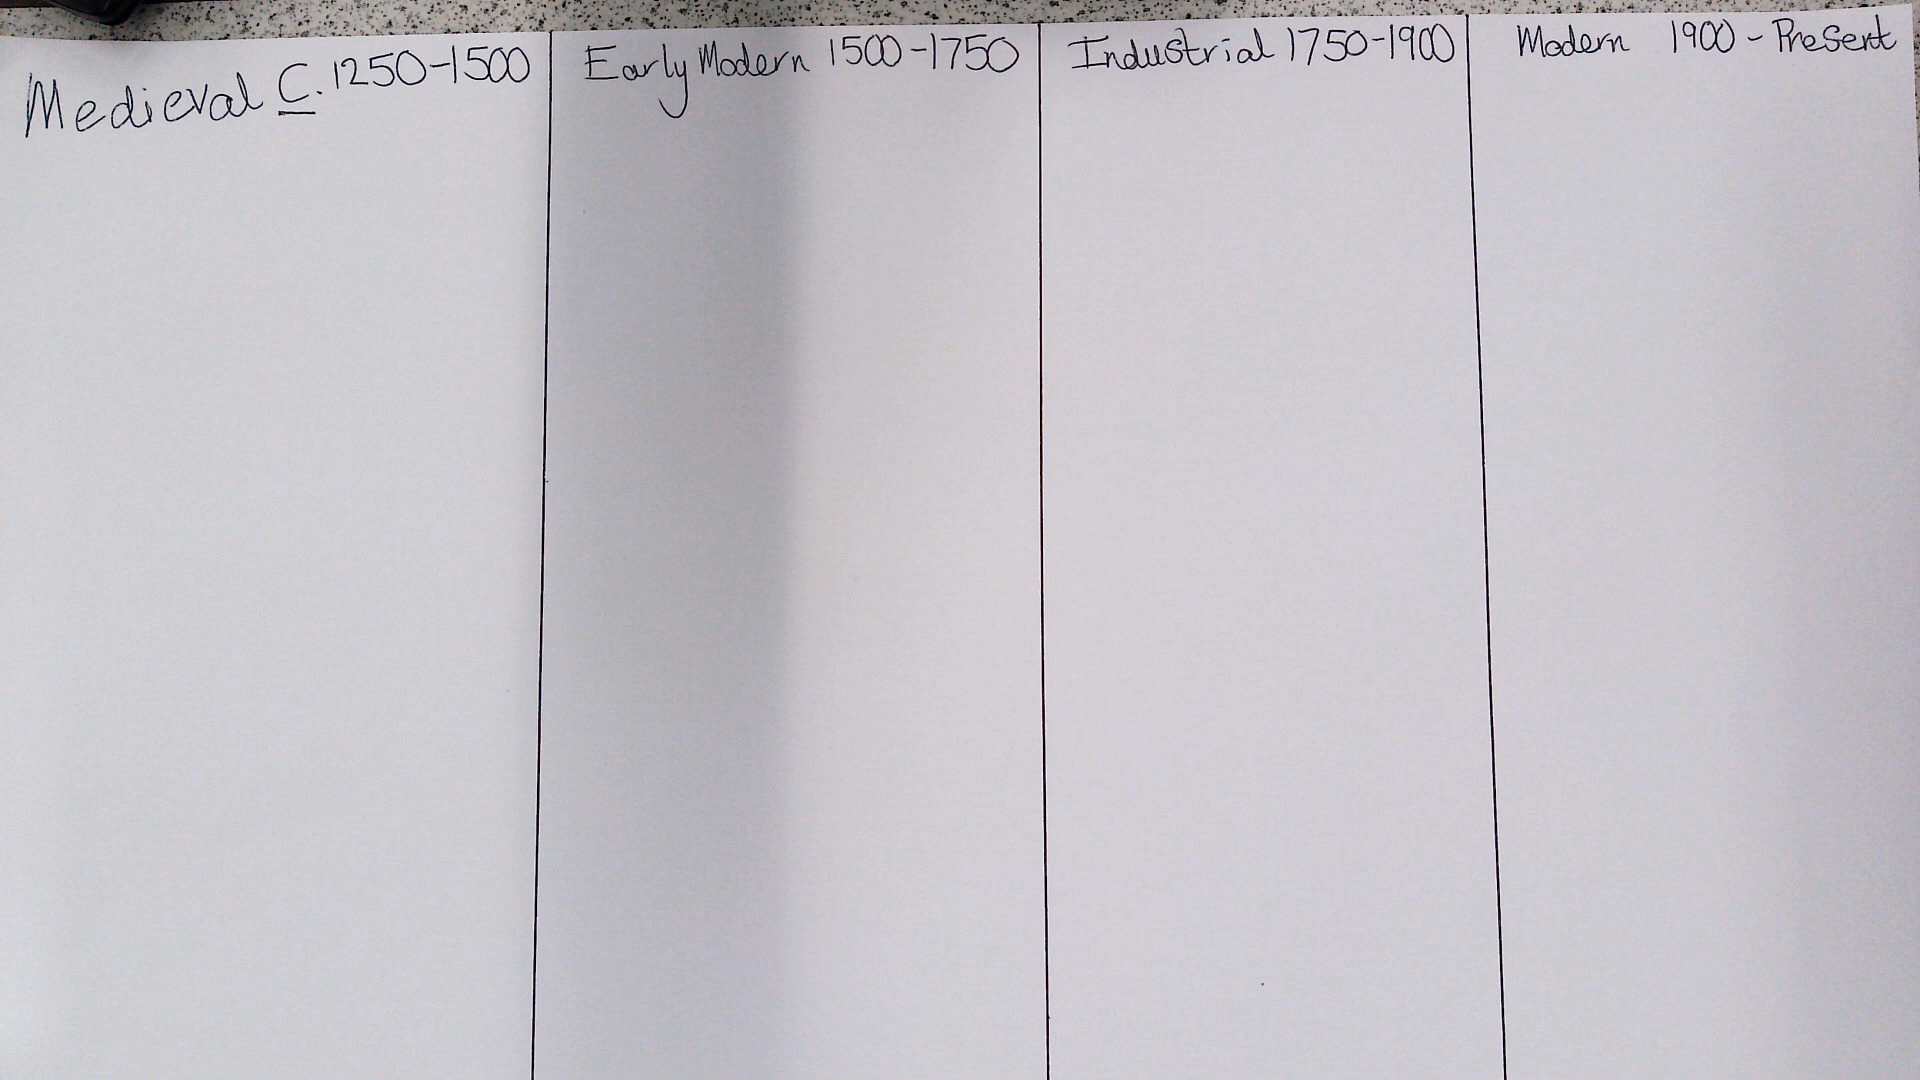 Medieval C. 1250-1500
Early Modern 1500-1750
Industrial 1750-1900
Modern 1900 - Present